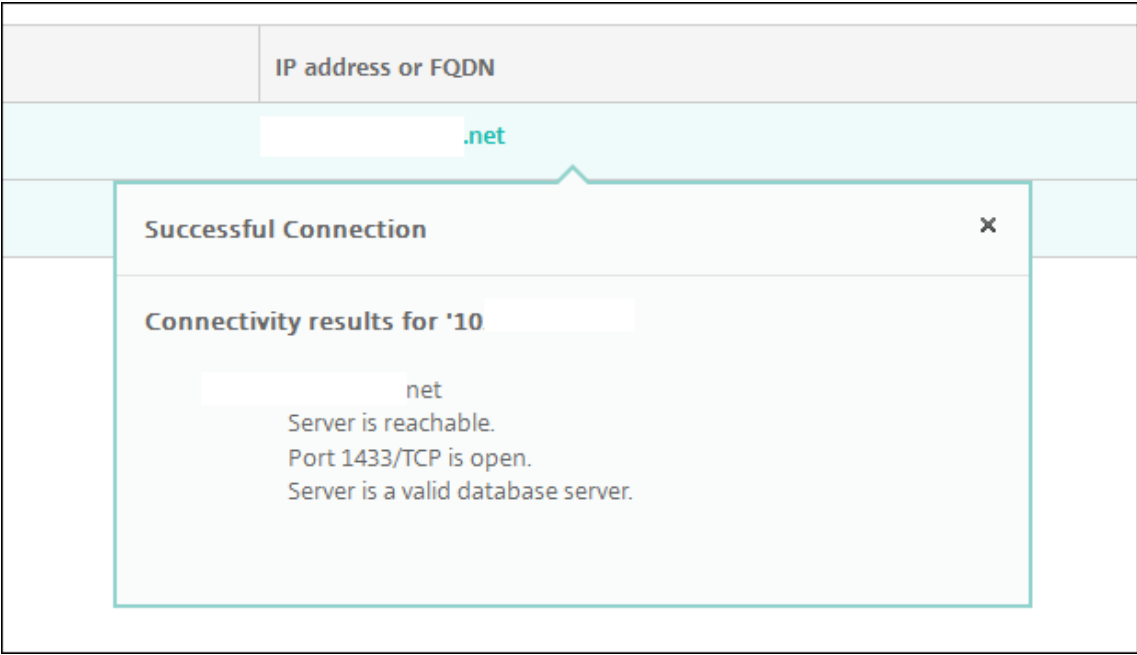 IP address or FQDN
.net
Successful Connection
×
Connectivity results for '10
net
Server is reachable.
Port 1433/TCP is open.
Server is a valid database server.